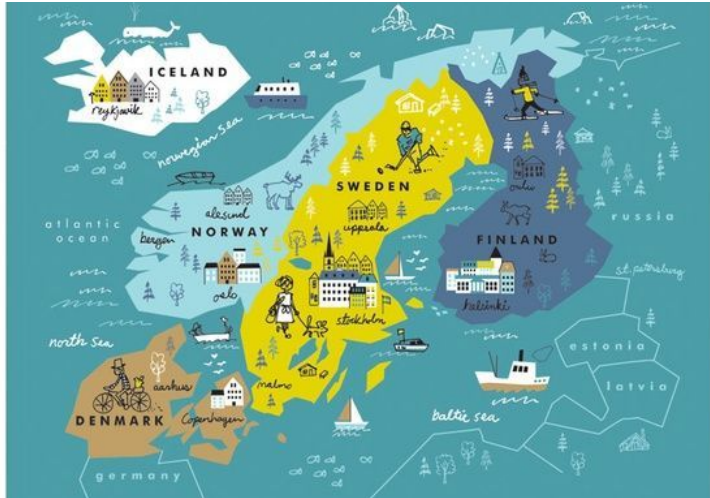 ICELAND
reykjavik
norwegian sea
SWEDEN
oulu
alesund
uppsala
atlantic
ocean
bergen
NORWAY
FINLAND
russia
st. petersburg
oslo
stockholm
helsinki
north sea
estonia
aarhus
malmo
latvia
DENMARK
Copenhagen
baltic sea
germany